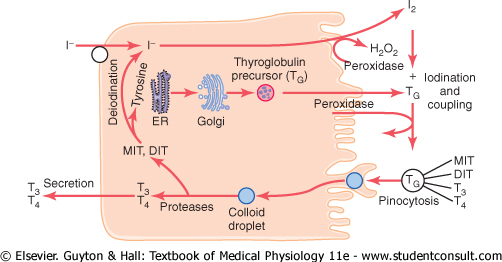 I₂
I⁻
I⁻
H₂O₂
Peroxidase
Deiodination
Tyrosine
Thyroglobulin
precursor (T_G)
+
T_G
Iodination
and
coupling
Peroxidase
ER
Golgi
MIT, DIT
MIT
DIT
T₃
T₄
T_G
Pinocytosis
Secretion
T₃
T₄
T₃
T₄
Proteases
Colloid
droplet
© Elsevier. Guyton & Hall: Textbook of Medical Physiology 11e - www.studentconsult.com